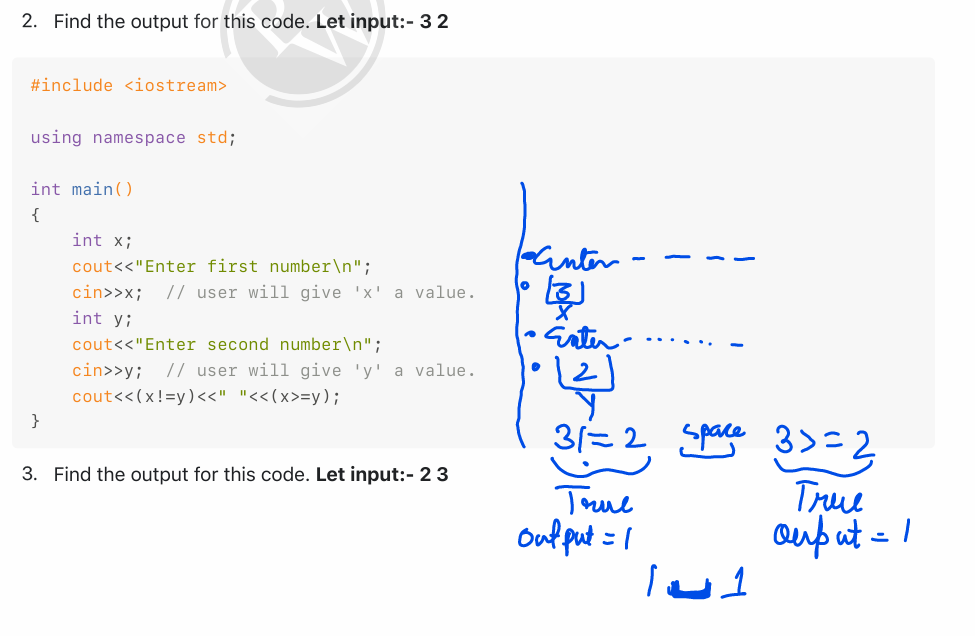 2. Find the output for this code. Let input:- 3 2
#include <iostream>
using namespace std;
int main()
{
int x;
cout<<"Enter first number\n";
cin>>x; // user will give 'x' a value.
int y;
cout<<"Enter second number\n";
cin>>y; // user will give 'y' a value.
cout<<(x!=y)<<" "<<(x>=y);
}
Enter - - - - -
3
x
Enter - ...... -
2
y
3!=2 space 3>=2
True True
output = 1 output = 1
1 ␣ 1
3. Find the output for this code. Let input:- 2 3